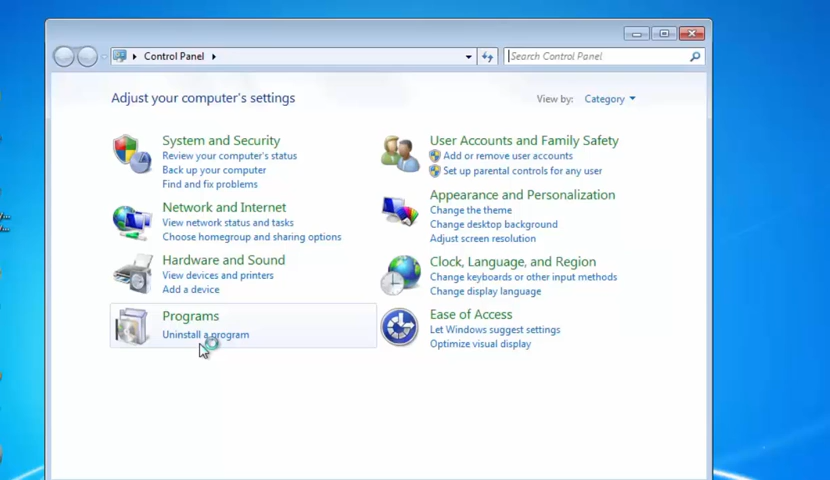 Control Panel
Search Control Panel
Adjust your computer's settings
View by: Category
System and Security
Review your computer's status
Back up your computer
Find and fix problems
Network and Internet
View network status and tasks
Choose homegroup and sharing options
Hardware and Sound
View devices and printers
Add a device
Programs
Uninstall a program
User Accounts and Family Safety
Add or remove user accounts
Set up parental controls for any user
Appearance and Personalization
Change the theme
Change desktop background
Adjust screen resolution
Clock, Language, and Region
Change keyboards or other input methods
Change display language
Ease of Access
Let Windows suggest settings
Optimize visual display